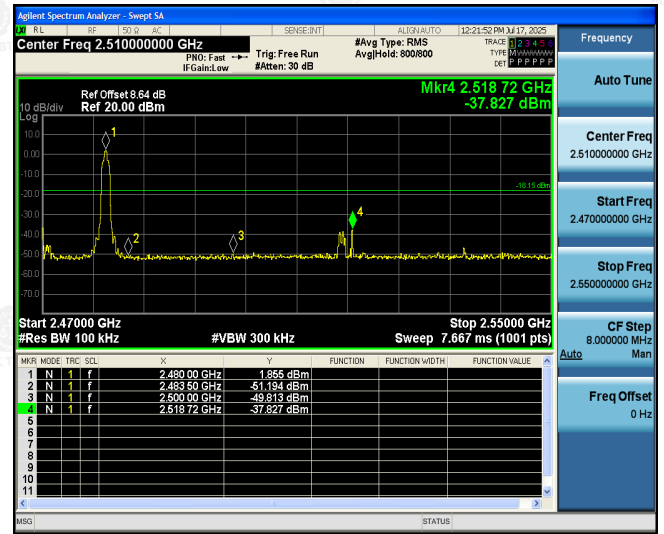 Agilent Spectrum Analyzer - Swept SA
LXI RL RF 50 Ω AC SENSE:INT ALIGN AUTO 12:21:52 PM Jul 17, 2025
Center Freq 2.510000000 GHz #Avg Type: RMS TRACE 1 2 3 4 5 6
PNO: Fast Trig: Free Run Avg|Hold: 800/800 TYPE MWWWWW
IFGain:Low #Atten: 30 dB DET P P P P P P
Mkr4 2.518 72 GHz
-37.827 dBm
Ref Offset 8.64 dB
10 dB/div Ref 20.00 dBm
Log
10.0
0.00
-10.0
-20.0
-30.0
-40.0
-50.0
-60.0
-70.0
1
2
3
4
-18.15 dBm
Start 2.47000 GHz Stop 2.55000 GHz
#Res BW 100 kHz #VBW 300 kHz Sweep 7.667 ms (1001 pts)
MKR MODE TRC SCL X Y FUNCTION FUNCTION WIDTH FUNCTION VALUE
1 N 1 f 2.480 00 GHz 1.855 dBm
2 N 1 f 2.483 50 GHz -51.194 dBm
3 N 1 f 2.500 00 GHz -49.813 dBm
4 N 1 f 2.518 72 GHz -37.827 dBm
5
6
7
8
9
10
11
MSG STATUS
Frequency
Auto Tune
Center Freq
2.510000000 GHz
Start Freq
2.470000000 GHz
Stop Freq
2.550000000 GHz
CF Step
8.000000 MHz
Auto Man
Freq Offset
0 Hz